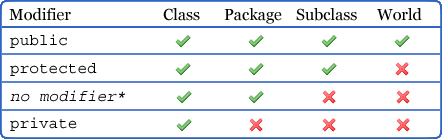 Modifier Class Package Subclass World
public ✔ ✔ ✔ ✔
protected ✔ ✔ ✔ ✖
no modifier* ✔ ✔ ✖ ✖
private ✔ ✖ ✖ ✖